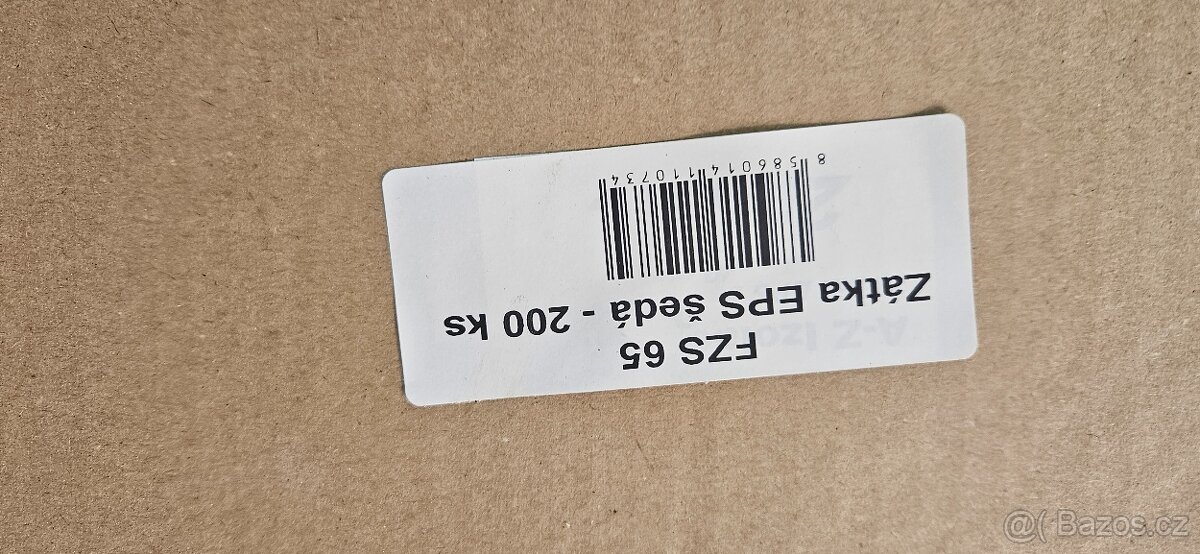 FZS 65
Zátka EPS šedá - 200 ks
8 586014 110734
@( Bazos.cz